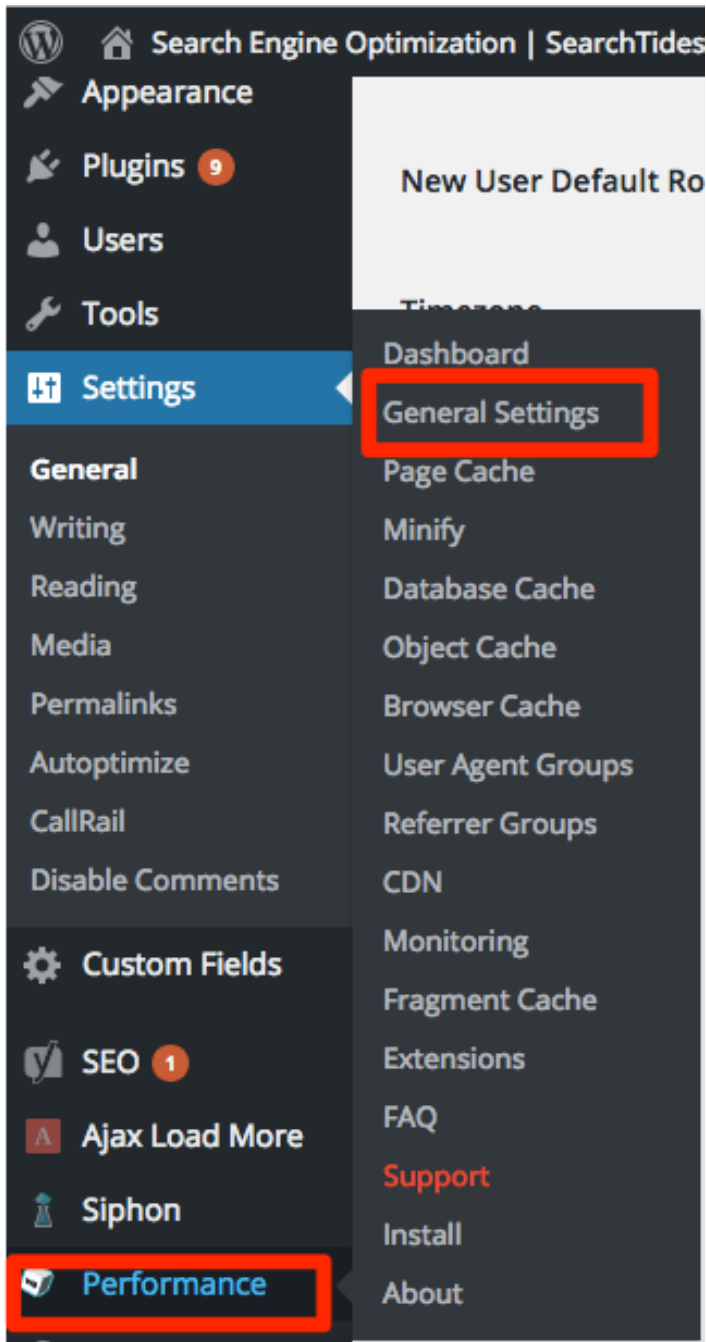 Search Engine Optimization | SearchTides
Appearance
Plugins 9
New User Default Ro
Users
Tools
Timezone
Settings
General
Writing
Reading
Media
Permalinks
Autoptimize
CallRail
Disable Comments
Custom Fields
SEO 1
Ajax Load More
Siphon
Performance
Dashboard
General Settings
Page Cache
Minify
Database Cache
Object Cache
Browser Cache
User Agent Groups
Referrer Groups
CDN
Monitoring
Fragment Cache
Extensions
FAQ
Support
Install
About